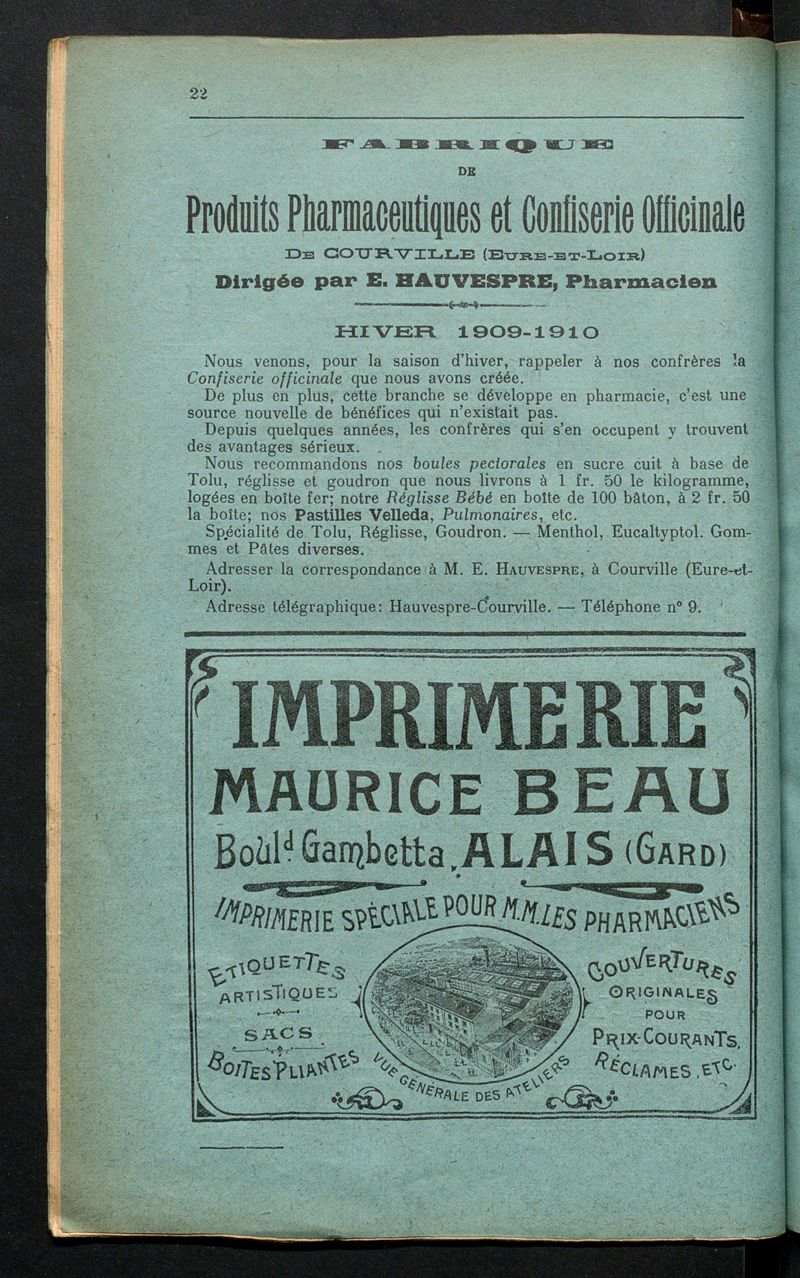 22
FABRIQUE
DE
Produits Pharmaceutiques et Confiserie Officinale
DE COURVILLE (EURE-ET-LOIR)
Dirigée par E. HAUVESPRE, Pharmacien
HIVER 1909-1910
Nous venons, pour la saison d'hiver, rappeler à nos confrères la
Confiserie officinale que nous avons créée.
De plus en plus, cette branche se développe en pharmacie, c'est une
source nouvelle de bénéfices qui n'existait pas.
Depuis quelques années, les confrères qui s'en occupent y trouvent
des avantages sérieux.
Nous recommandons nos boules pectorales en sucre cuit à base de
Tolu, réglisse et goudron que nous livrons à 1 fr. 50 le kilogramme,
logées en boîte fer; notre Réglisse Bébé en boîte de 100 bâton, à 2 fr. 50
la boîte; nos Pastilles Velleda, Pulmonaires, etc.
Spécialité de Tolu, Réglisse, Goudron. — Menthol, Eucaltyptol. Gom-
mes et Pâtes diverses.
Adresser la correspondance à M. E. HAUVESPRE, à Courville (Eure-et-
Loir).
Adresse télégraphique: Hauvespre-Courville. — Téléphone n° 9.
IMPRIMERIE
MAURICE BEAU
Boulᵈ Gambetta, ALAIS (GARD)
IMPRIMERIE SPÉCIALE POUR M.M. LES PHARMACIENS
ETIQUETTES
ARTISTIQUES
SACS
BOITES PLIANTES
COUVERTURES
ORIGINALES
POUR
PRIX-COURANTS,
RÉCLAMES, ETC.
VUE GÉNÉRALE DES ATELIERS